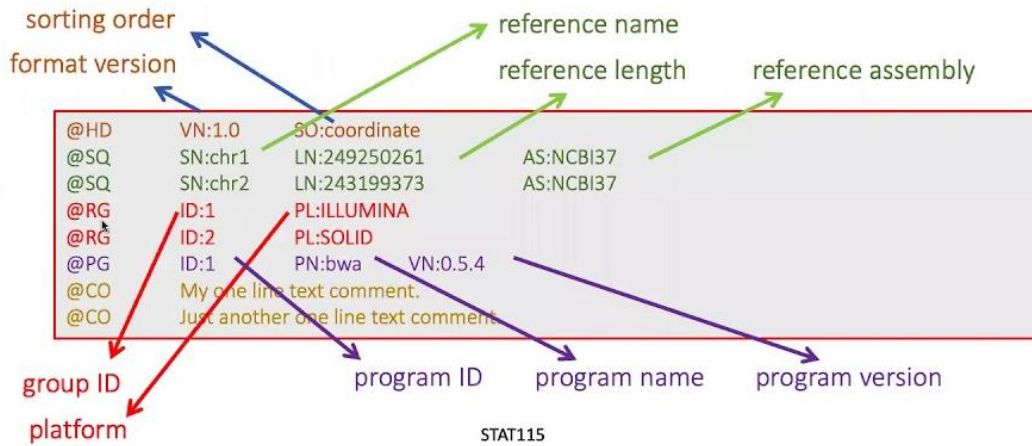 sorting order
reference name
format version
reference length
reference assembly
@HD VN:1.0 SO:coordinate
@SQ SN:chr1 LN:249250261 AS:NCBI37
@SQ SN:chr2 LN:243199373 AS:NCBI37
@RG ID:1 PL:ILLUMINA
@RG ID:2 PL:SOLID
@PG ID:1 PN:bwa VN:0.5.4
@CO My one line text comment.
@CO Just another one line text comment
group ID
program ID
program name
program version
platform
STAT115